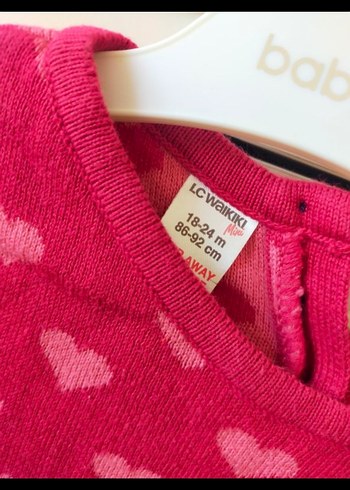 bab
LC WAIKIKI
Mini
18-24 m
86-92 cm
AWAY